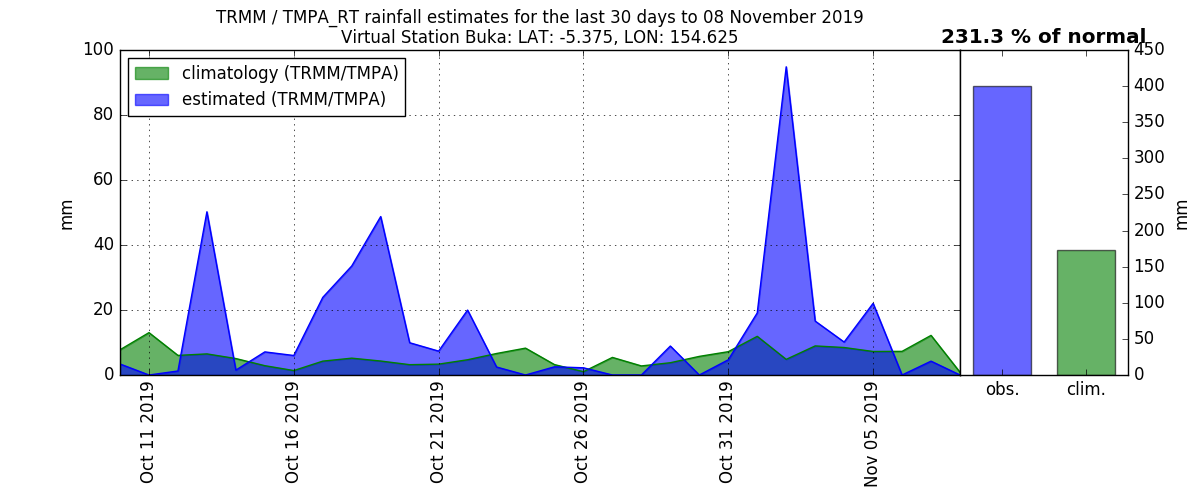 TRMM / TMPA_RT rainfall estimates for the last 30 days to 08 November 2019
Virtual Station Buka: LAT: -5.375, LON: 154.625
231.3 % of normal
climatology (TRMM/TMPA)
estimated (TRMM/TMPA)
100
80
60
40
20
0
mm
Oct 11 2019
Oct 16 2019
Oct 21 2019
Oct 26 2019
Oct 31 2019
Nov 05 2019
450
400
350
300
250
200
150
100
50
0
mm
obs.
clim.